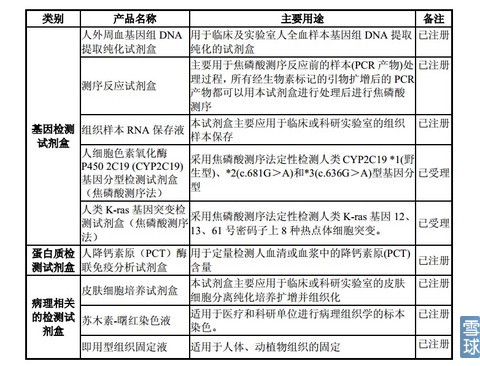 类别 产品名称 主要用途 备注
基因检测
试剂盒
人外周血基因组 DNA
提取纯化试剂盒
用于临床及实验室人全血样本基因组 DNA 提取
纯化的试剂盒
已注册
测序反应试剂盒
主要用于焦磷酸测序反应前的样本(PCR 产物)处
理过程，所有经生物素标记的引物扩增后的 PCR
产物都可以用本试剂盒进行处理后进行焦磷酸
测序
已注册
组织样本 RNA 保存液
本试剂盒主要应用于临床或科研实验室的组织
样本保存
已注册
人细胞色素氧化酶
P450 2C19 (CYP2C19)
基因分型检测试剂盒
（焦磷酸测序法）
采用焦磷酸测序法定性检测人类 CYP2C19 *1(野
生型)、*2(c.681G＞A)和*3(c.636G＞A)型基因分
型
已受理
人类 K-ras 基因突变检
测试剂盒（焦磷酸测序
法）
采用焦磷酸测序法定性检测人类 K-ras 基因 12、
13、61 号密码子上 8 种热点体细胞突变。
已受理
蛋白质检
测试剂盒
人降钙素原（PCT）酶
联免疫分析试剂盒
用于定量检测人血清或血浆中的降钙素原(PCT)
含量
已注册
病理相关
的检测试
剂盒
皮肤细胞培养试剂盒
本试剂盒主要应用于临床或科研实验室的皮肤
细胞分离纯化培养扩增并组织化
已注册
苏木素-曙红染色液
适用于医疗和科研单位进行病理组织学的标本
染色。
已注册
即用型组织固定液
适用于人体、动植物组织的固定
已注册
雪
球